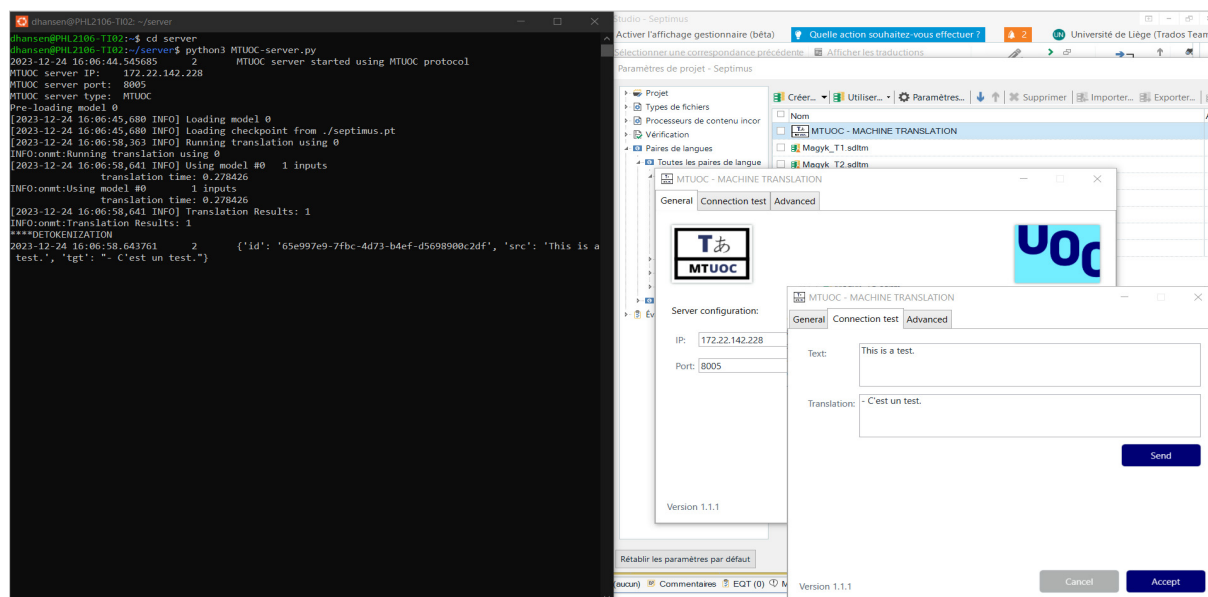 dhansen@PHL2106-TI02: ~/server
dhansen@PHL2106-TI02:~$ cd server
dhansen@PHL2106-TI02:~/server$ python3 MTUOC-server.py
2023-12-24 16:06:44.545685 2 MTUOC server started using MTUOC protocol
MTUOC server IP: 172.22.142.228
MTUOC server port: 8005
MTUOC server type: MTUOC
Pre-loading model 0
[2023-12-24 16:06:45,680 INFO] Loading model 0
[2023-12-24 16:06:45,680 INFO] Loading checkpoint from ./septimus.pt
[2023-12-24 16:06:58,363 INFO] Running translation using 0
INFO:onmt:Running translation using 0
[2023-12-24 16:06:58,641 INFO] Using model #0 1 inputs
translation time: 0.278426
INFO:onmt:Using model #0 1 inputs
translation time: 0.278426
[2023-12-24 16:06:58,641 INFO] Translation Results: 1
INFO:onmt:Translation Results: 1
****DETOKENIZATION
2023-12-24 16:06:58.643761 2 {'id': '65e997e9-7fbc-4d73-b4ef-d5698900c2df', 'src': 'This is a
test.', 'tgt': "- C'est un test."}
Studio - Septimus
Activer l'affichage gestionnaire (bêta) Quelle action souhaitez-vous effectuer ? 2 UN Université de Liège (Trados Team
Sélectionner une correspondance précédente Afficher les traductions
Paramètres de projet - Septimus
Projet
Types de fichiers
Processeurs de contenu incor
Vérification
Paires de langues
Toutes les paires de langue
Év
Créer... Utiliser... Paramètres... Supprimer Importer... Exporter...
Nom
MTUOC - MACHINE TRANSLATION
Magyk_T1.sdltm
Magyk_T2.sdltm
MTUOC - MACHINE TRANSLATION
General Connection test Advanced
Tあ
MTUOC
UOC
Server configuration:
IP: 172.22.142.228
Port: 8005
Version 1.1.1
MTUOC - MACHINE TRANSLATION
General Connection test Advanced
Text: This is a test.
Translation: - C'est un test.
Send
Version 1.1.1
Cancel Accept
Rétablir les paramètres par défaut
(aucun) Commentaires EQT (0) M